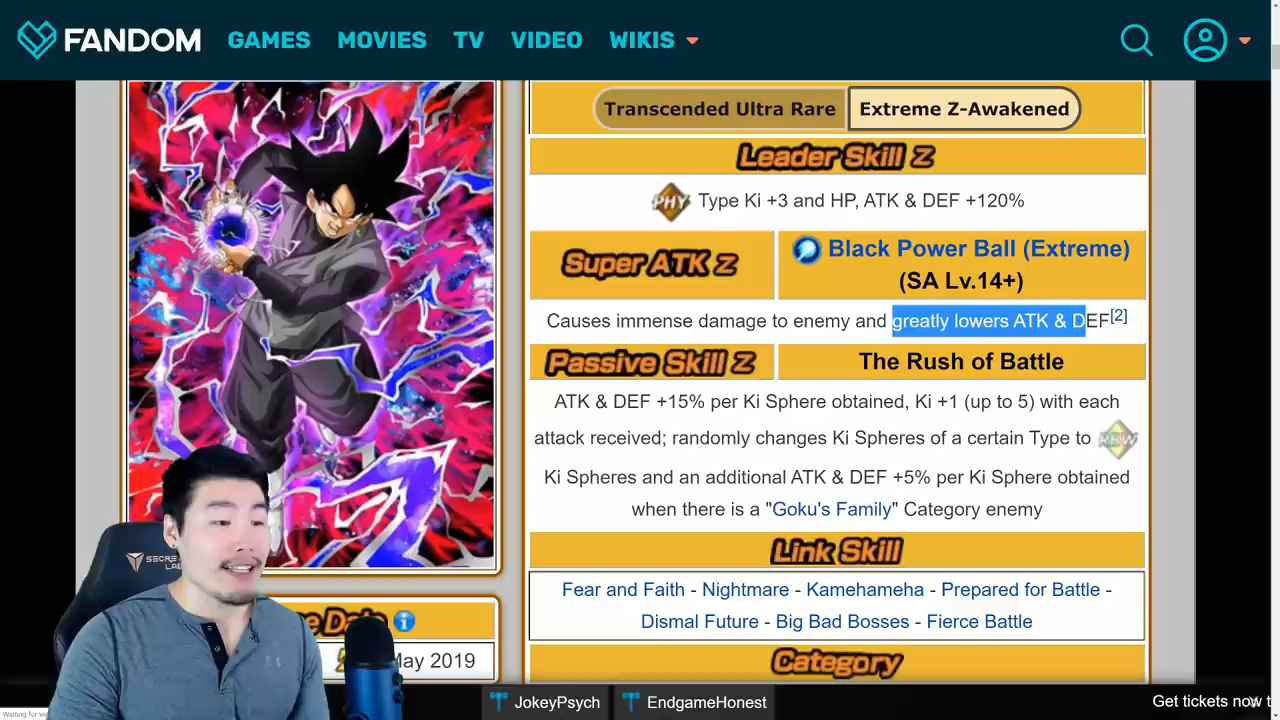 FANDOM GAMES MOVIES TV VIDEO WIKIS
Transcended Ultra Rare Extreme Z-Awakened
Leader Skill Z
PHY Type Ki +3 and HP, ATK & DEF +120%
Super ATK Z
Black Power Ball (Extreme)
(SA Lv.14+)
Causes immense damage to enemy and greatly lowers ATK & DEF[2]
Passive Skill Z
The Rush of Battle
ATK & DEF +15% per Ki Sphere obtained, Ki +1 (up to 5) with each
attack received; randomly changes Ki Spheres of a certain Type to RBW
Ki Spheres and an additional ATK & DEF +5% per Ki Sphere obtained
when there is a "Goku's Family" Category enemy
Link Skill
Fear and Faith - Nightmare - Kamehameha - Prepared for Battle -
Dismal Future - Big Bad Bosses - Fierce Battle
Category
May 2019
JokeyPsych EndgameHonest
Get tickets now